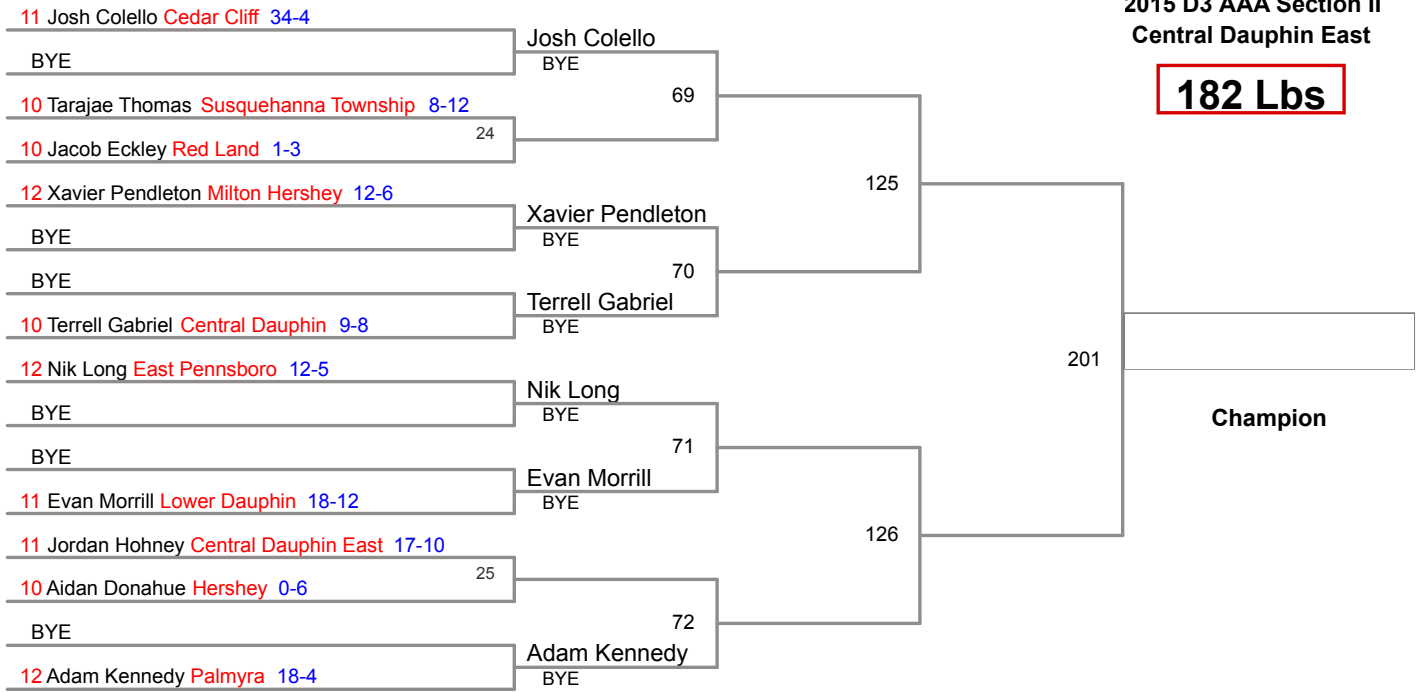 2015 D3 AAA Section II
Central Dauphin East
182 Lbs
11 Josh Colello Cedar Cliff 34-4
BYE
10 Tarajae Thomas Susquehanna Township 8-12
24
10 Jacob Eckley Red Land 1-3
12 Xavier Pendleton Milton Hershey 12-6
BYE
BYE
10 Terrell Gabriel Central Dauphin 9-8
12 Nik Long East Pennsboro 12-5
BYE
BYE
11 Evan Morrill Lower Dauphin 18-12
11 Jordan Hohney Central Dauphin East 17-10
25
10 Aidan Donahue Hershey 0-6
BYE
12 Adam Kennedy Palmyra 18-4
Josh Colello
BYE
69
Xavier Pendleton
BYE
70
Terrell Gabriel
BYE
Nik Long
BYE
71
Evan Morrill
BYE
72
Adam Kennedy
BYE
125
126
201
Champion